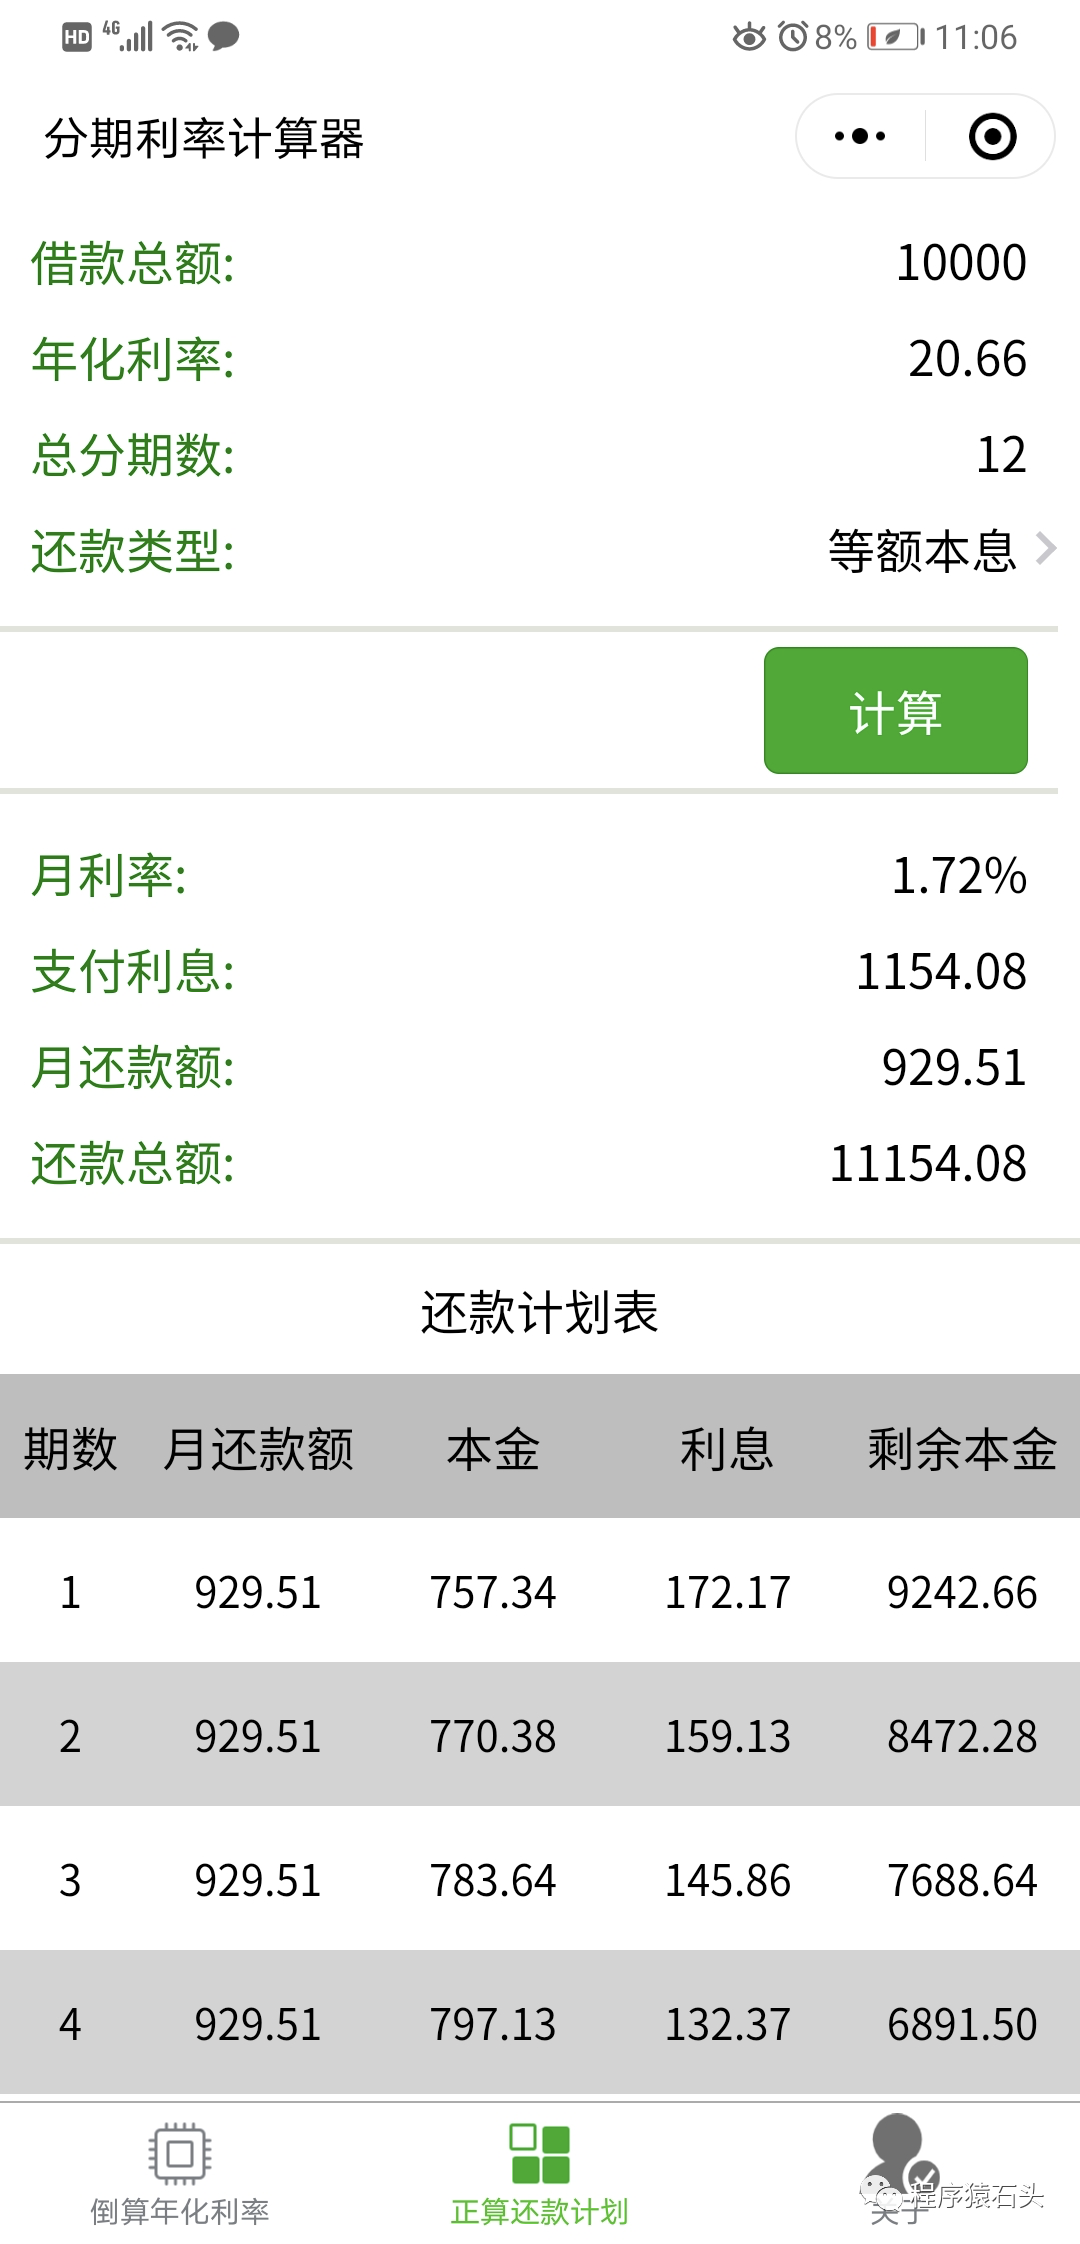 HD 4G 8% 11:06
分期利率计算器
借款总额: 10000
年化利率: 20.66
总分期数: 12
还款类型: 等额本息
计算
月利率: 1.72%
支付利息: 1154.08
月还款额: 929.51
还款总额: 11154.08
还款计划表
期数 月还款额 本金 利息 剩余本金
1 929.51 757.34 172.17 9242.66
2 929.51 770.38 159.13 8472.28
3 929.51 783.64 145.86 7688.64
4 929.51 797.13 132.37 6891.50
程序猿石头
倒算年化利率 正算还款计划 关于